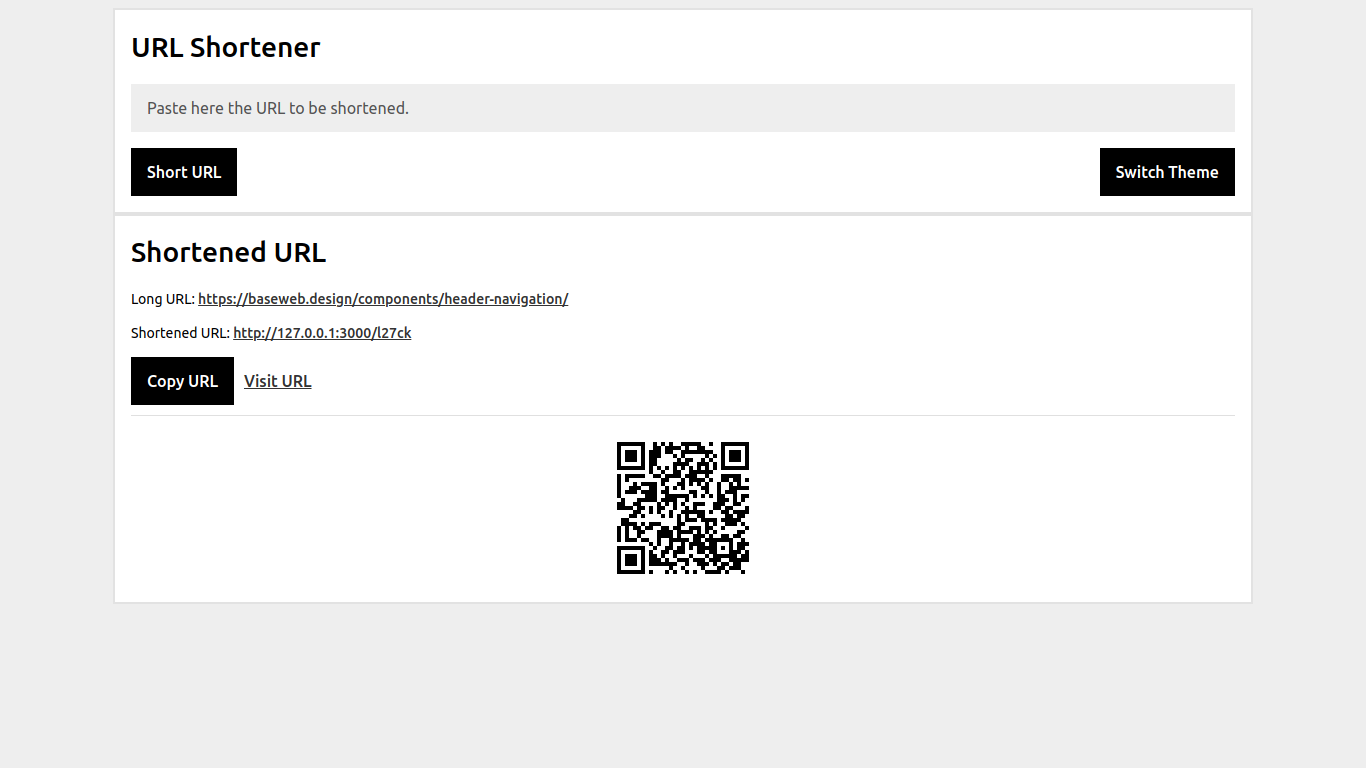 URL Shortener
Paste here the URL to be shortened.
Short URL
Switch Theme
Shortened URL
Long URL: https://baseweb.design/components/header-navigation/
Shortened URL: http://127.0.0.1:3000/l27ck
Copy URL
Visit URL